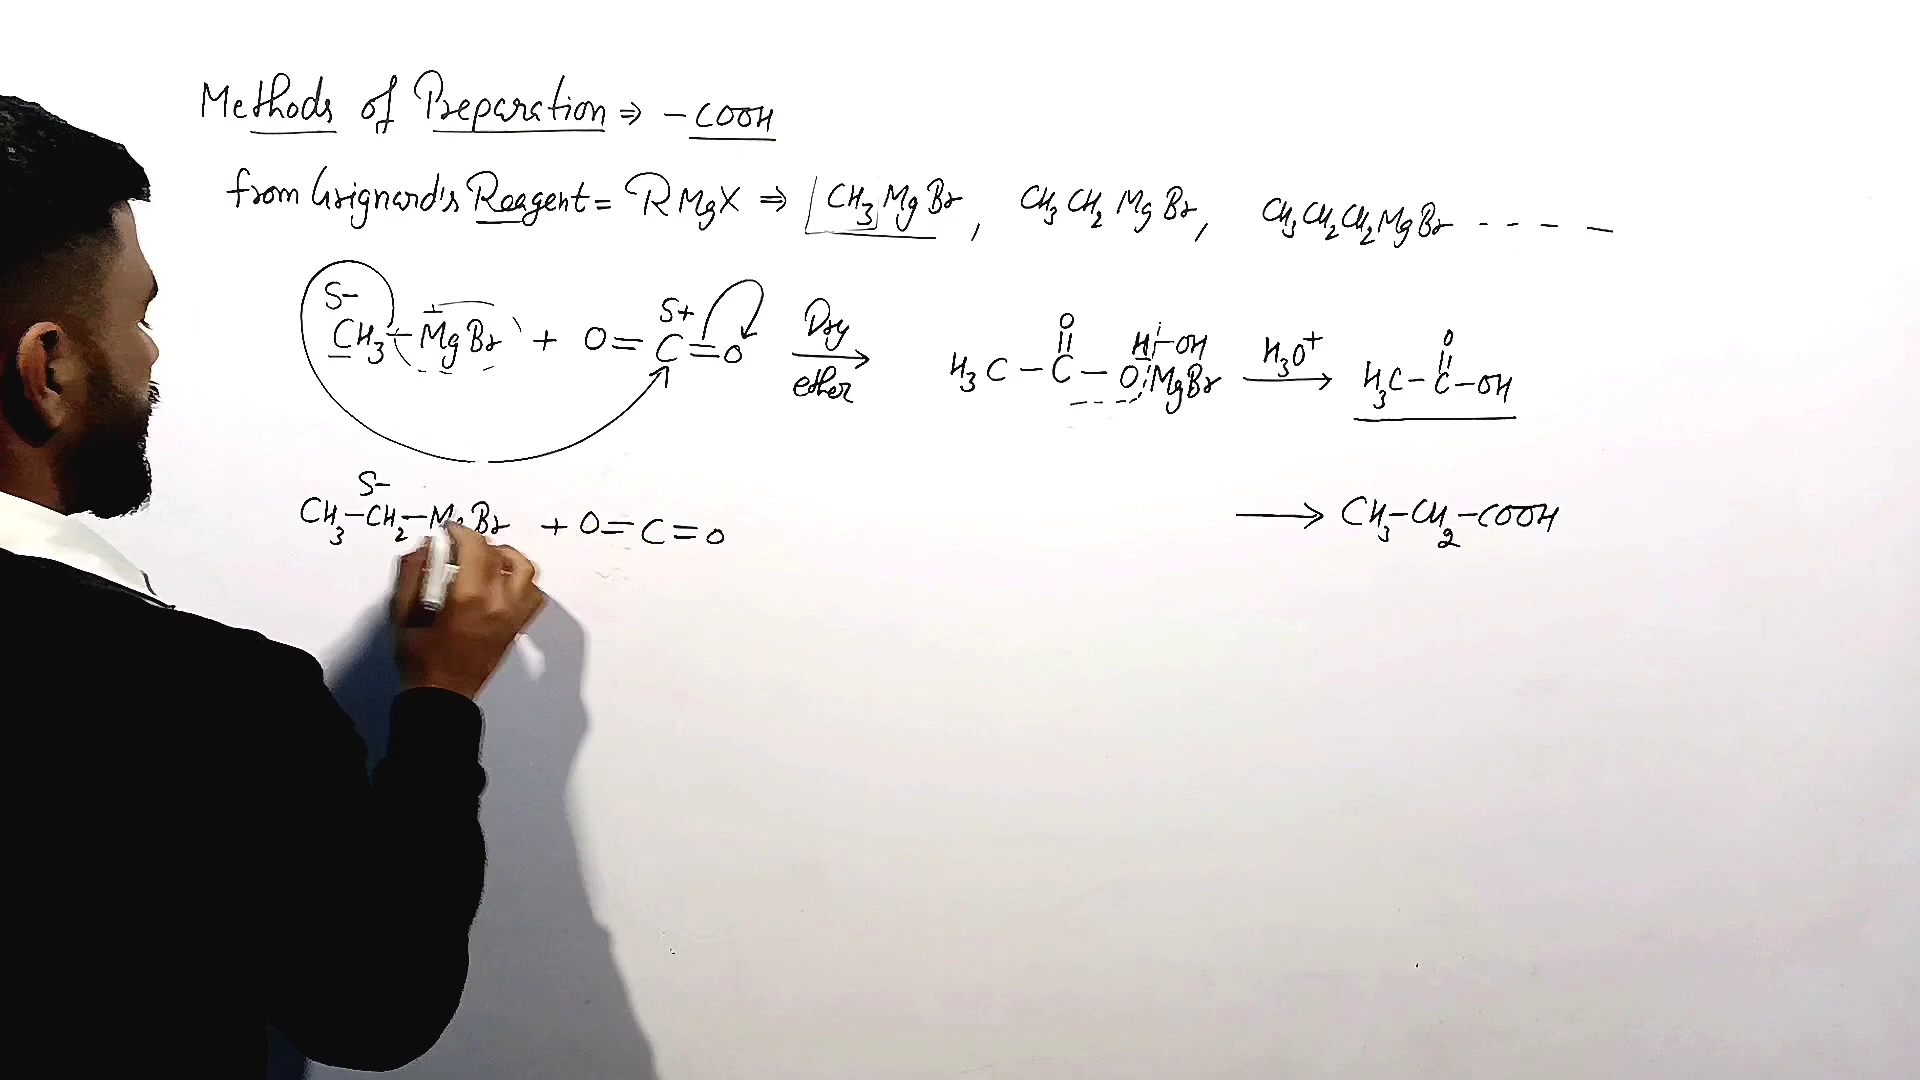 Methods of Preparation ⇒ -COOH
from Grignard's Reagent = RMgX ⇒ CH3MgBr, CH3CH2MgBr, CH3CH2CH2MgBr - - - -
S- S+
CH3-MgBr + O=C=O Dry ether → H3C-C(=O)-OMgBr H-OH H3O+ → H3C-C(=O)-OH
S-
CH3-CH2-MgBr + O=C=O → CH3-CH2-COOH